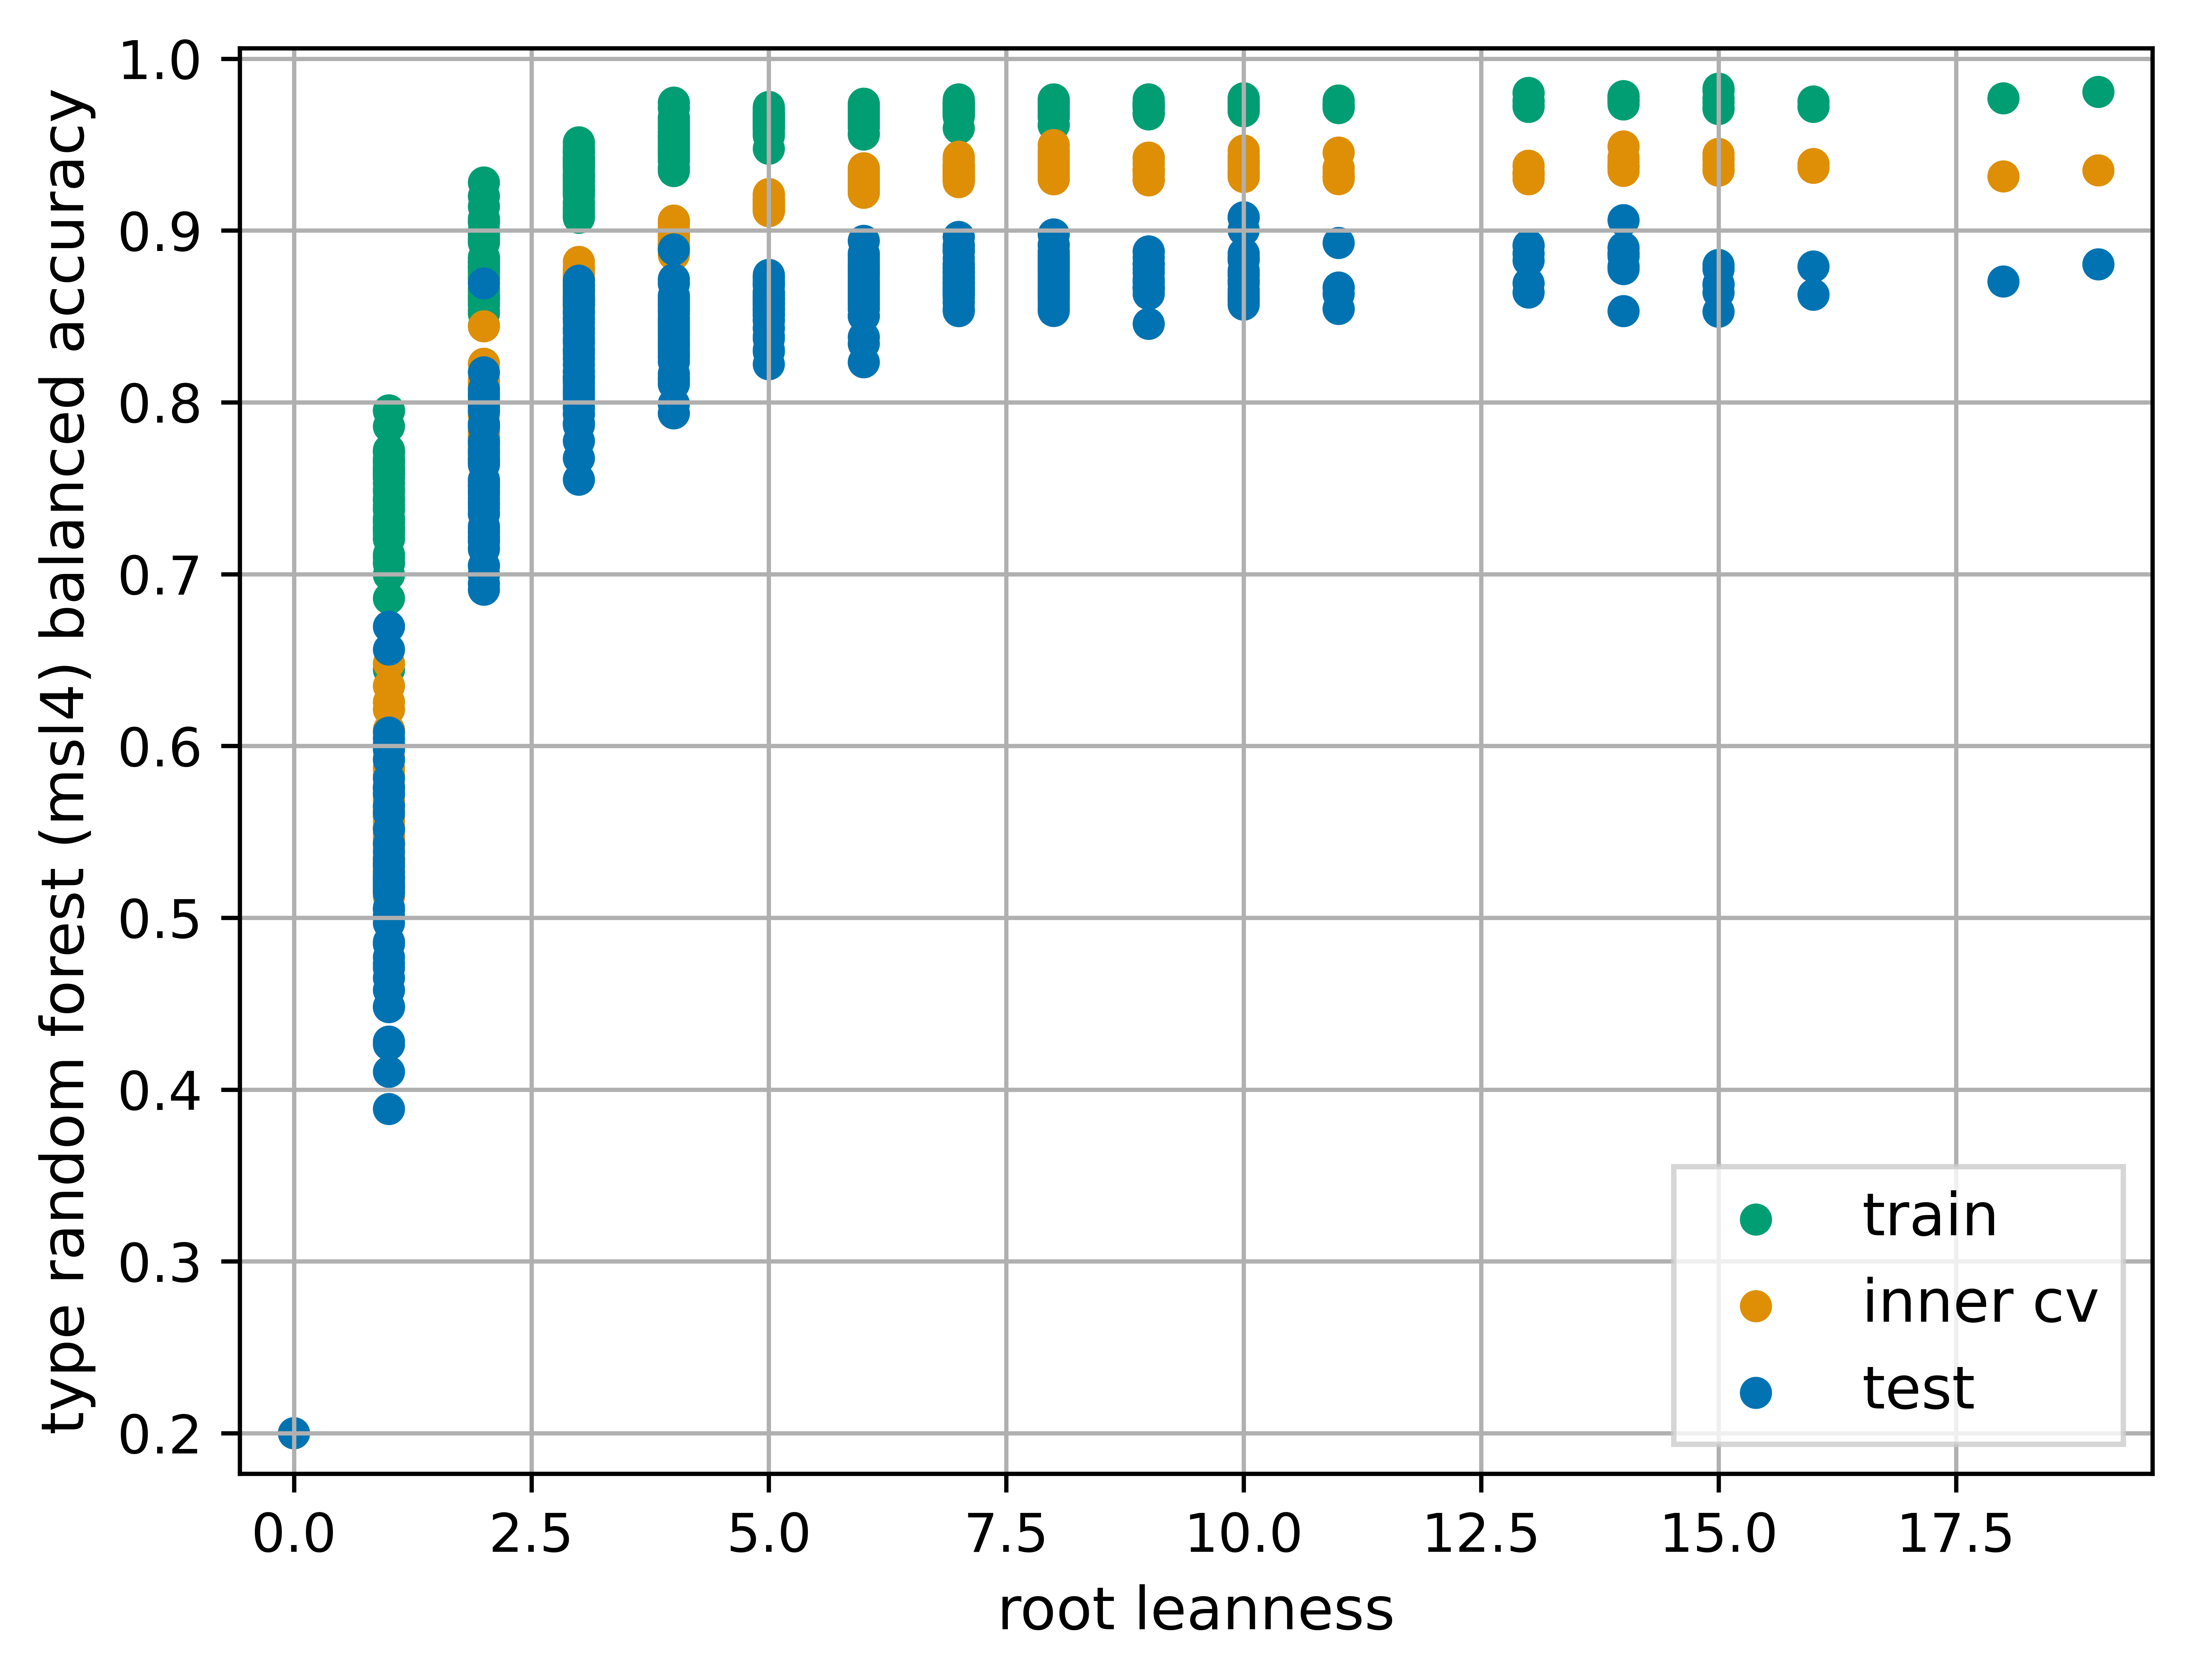 type random forest (msl4) balanced accuracy
1.0
0.9
0.8
0.7
0.6
0.5
0.4
0.3
0.2
train
inner cv
test
0.0 2.5 5.0 7.5 10.0 12.5 15.0 17.5
root leanness